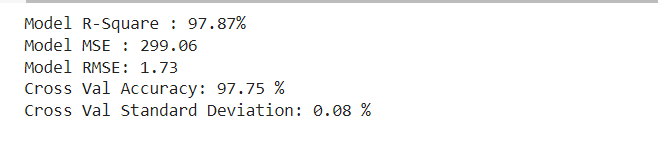 Model R-Square : 97.87%
Model MSE : 299.06
Model RMSE: 1.73
Cross Val Accuracy: 97.75 %
Cross Val Standard Deviation: 0.08 %